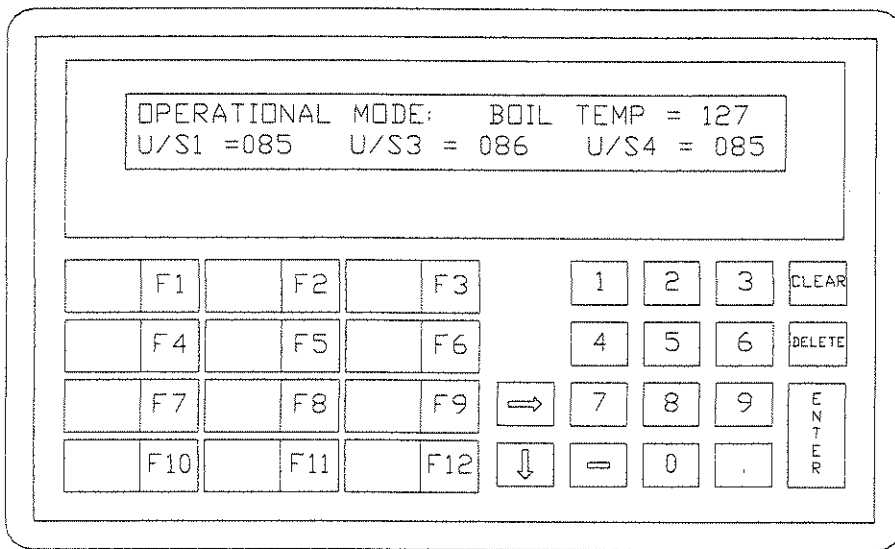 OPERATIONAL MODE: BOIL TEMP = 127
U/S1 =085 U/S3 = 086 U/S4 = 085
F1 F2 F3 1 2 3 CLEAR
F4 F5 F6 4 5 6 DELETE
F7 F8 F9 7 8 9 ENTER
F10 F11 F12 - 0 .